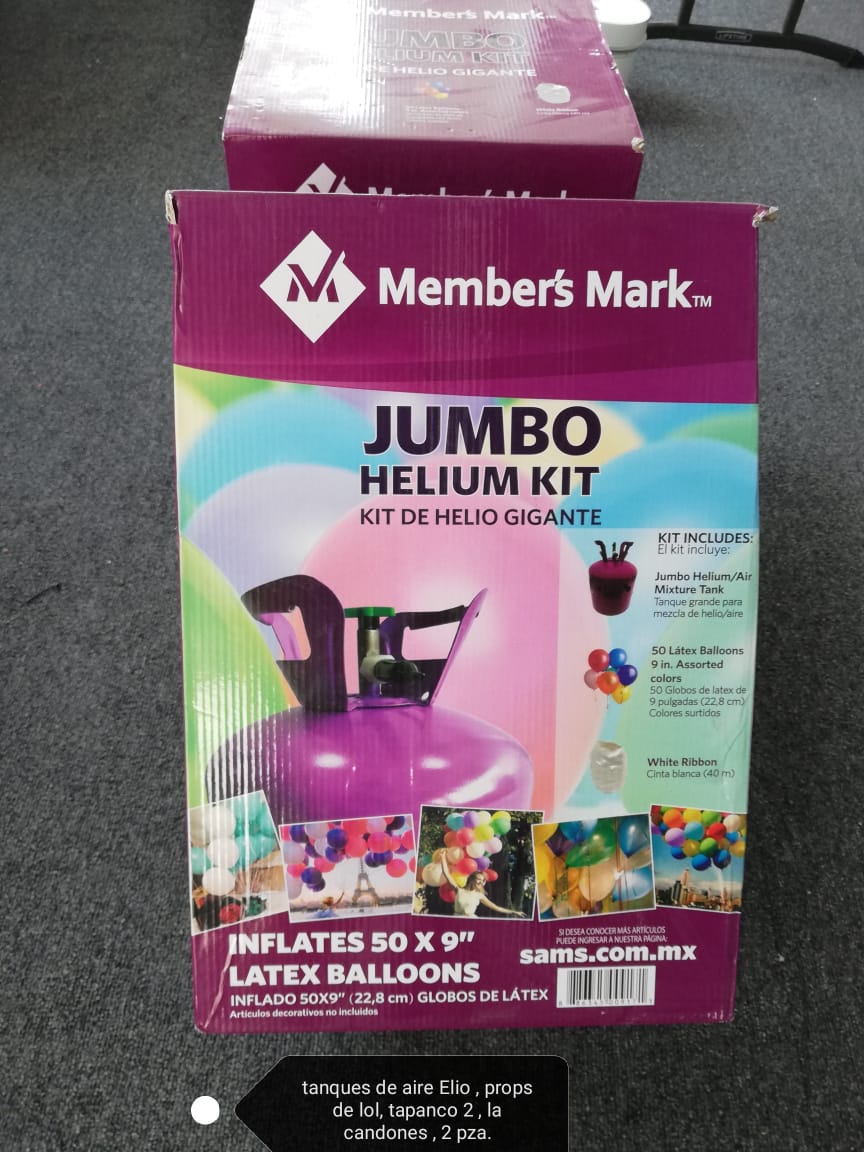 Member's Mark
JUMBO
HELIUM KIT
DE HELIO GIGANTE
White Ribbon
LIFETIME
Member's Mark
Member's Mark™
JUMBO
HELIUM KIT
KIT DE HELIO GIGANTE
KIT INCLUDES:
El kit incluye:
Jumbo Helium/Air
Mixture Tank
Tanque grande para
mezcla de helio/aire
50 Látex Balloons
9 in. Assorted
colors
50 Globos de latex de
9 pulgadas (22,8 cm)
Colores surtidos
White Ribbon
Cinta blanca (40 m)
INFLATES 50 X 9"
LATEX BALLOONS
INFLADO 50X9" (22,8 cm) GLOBOS DE LÁTEX
Artículos decorativos no incluidos
SI DESEA CONOCER MÁS ARTÍCULOS
PUEDE INGRESAR A NUESTRA PÁGINA:
sams.com.mx
tanques de aire Elio , props
de lol, tapanco 2 , la
candones , 2 pza.